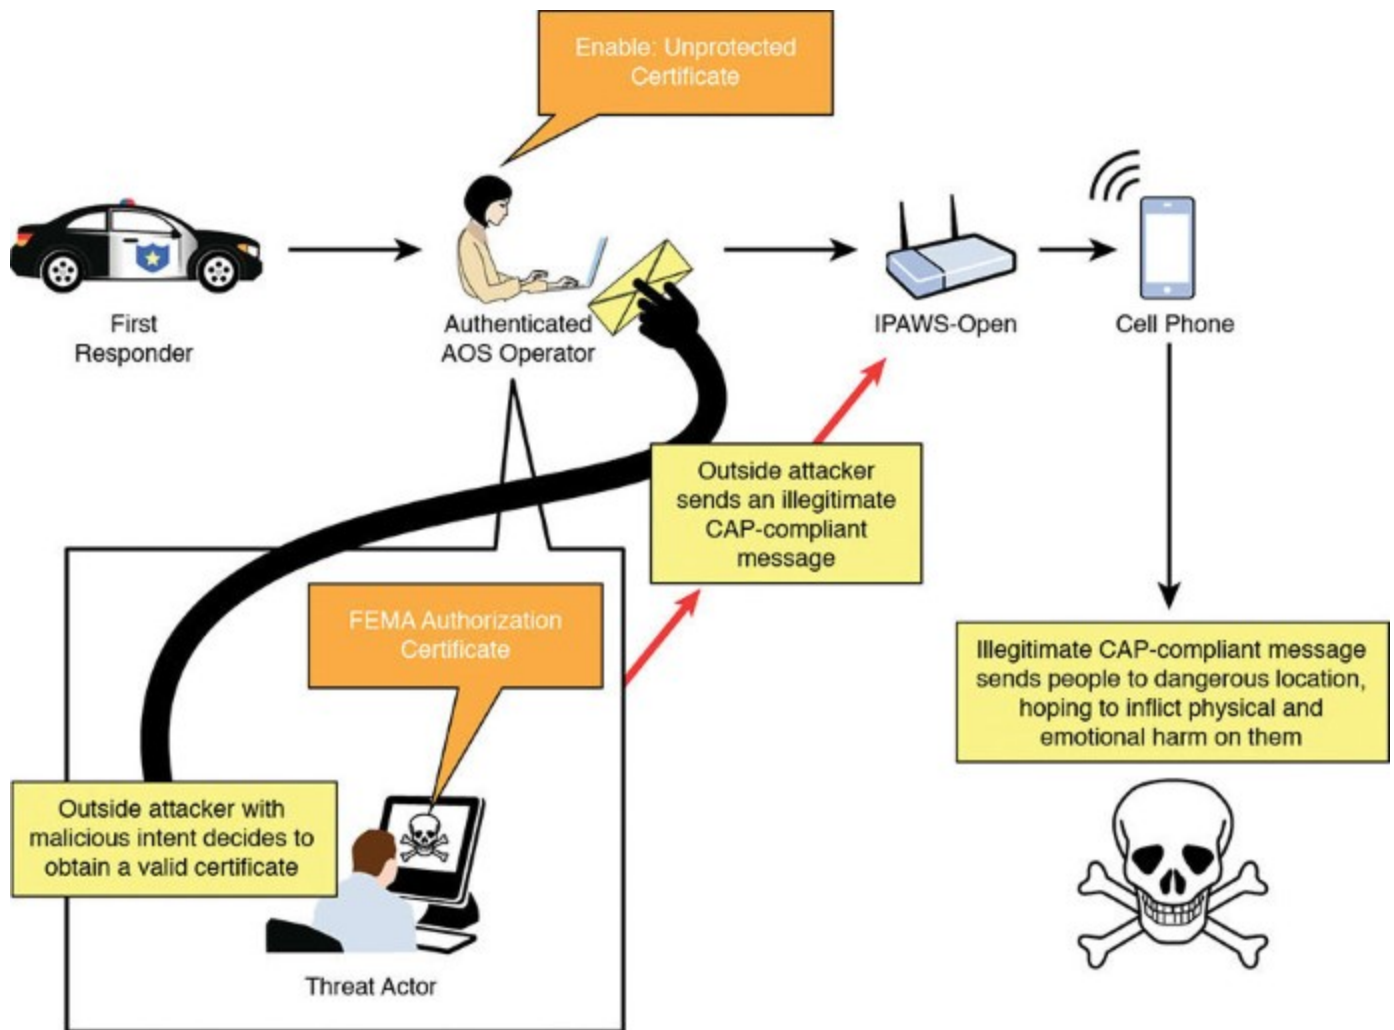 Enable: Unprotected
Certificate
First
Responder
Authenticated
AOS Operator
IPAWS-Open
Cell Phone
Outside attacker
sends an illegitimate
CAP-compliant
message
FEMA Authorization
Certificate
Illegitimate CAP-compliant message
sends people to dangerous location,
hoping to inflict physical and
emotional harm on them
Outside attacker with
malicious intent decides to
obtain a valid certificate
Threat Actor